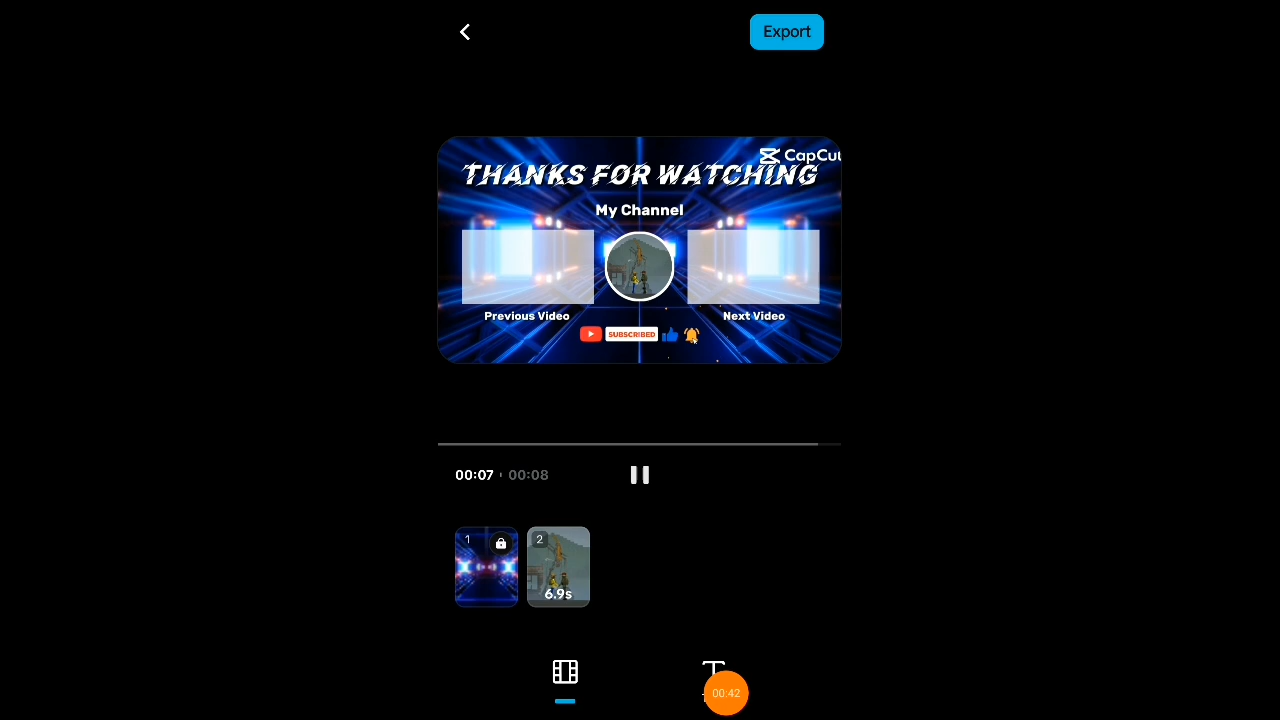 Export
CapCut
THANKS FOR WATCHING
My Channel
Previous Video
Next Video
SUBSCRIBED
00:07
00:08
1
2
6.9s
00:42